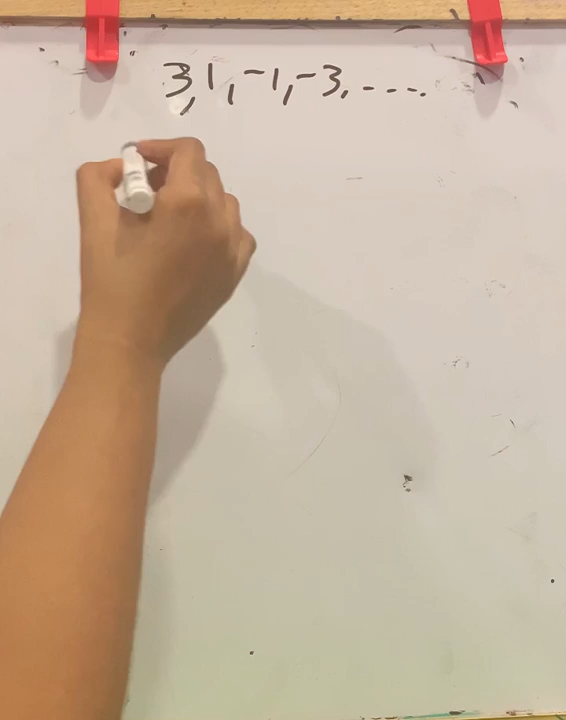 3, 1, -1, -3, ----.